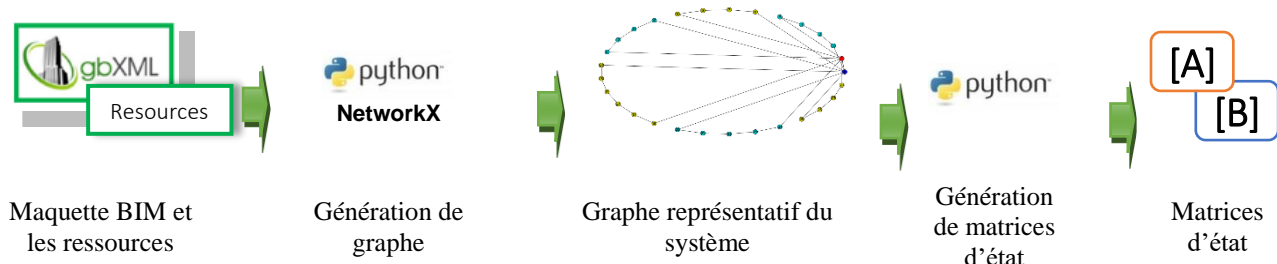 gbXML
Resources
python
NetworkX
python
[A]
[B]
Maquette BIM et
les ressources
Génération de
graphe
Graphe représentatif du
système
Génération
de matrices
d'état
Matrices
d'état